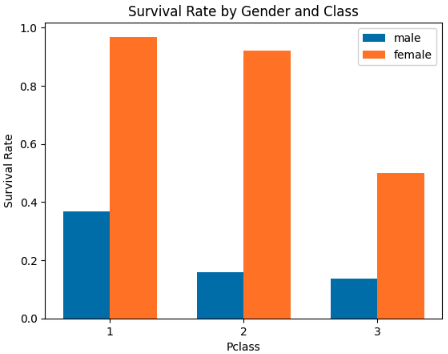 Survival Rate by Gender and Class
male
female
Survival Rate
1.0
0.8
0.6
0.4
0.2
0.0
1 2 3
Pclass